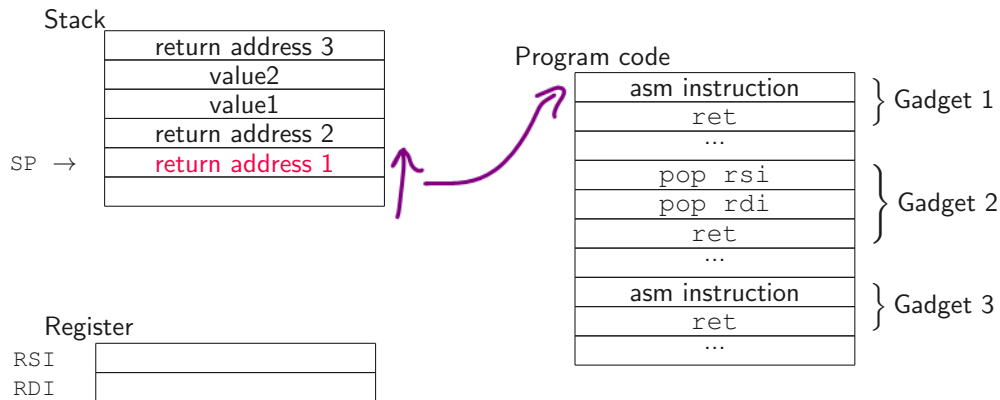 Stack
return address 3
value2
value1
return address 2
SP → return address 1
Program code
asm instruction
ret
...
pop rsi
pop rdi
ret
...
asm instruction
ret
...
Gadget 1
Gadget 2
Gadget 3
Register
RSI
RDI